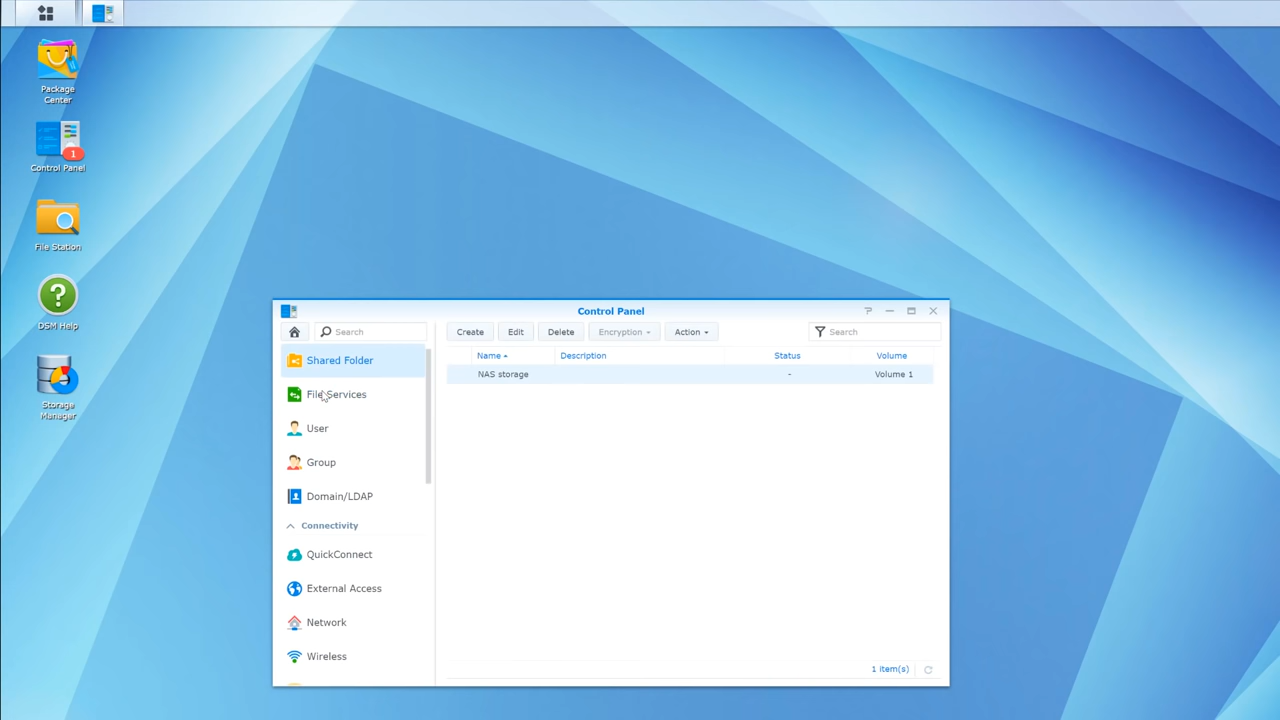 Package
Center
1
Control Panel
File Station
?
DSM Help
Storage
Manager
Control Panel
?
Search
Create
Edit
Delete
Encryption
Action
Search
Shared Folder
File Services
User
Group
Domain/LDAP
Connectivity
QuickConnect
External Access
Network
Wireless
Name
Description
Status
Volume
NAS storage
-
Volume 1
1 item(s)